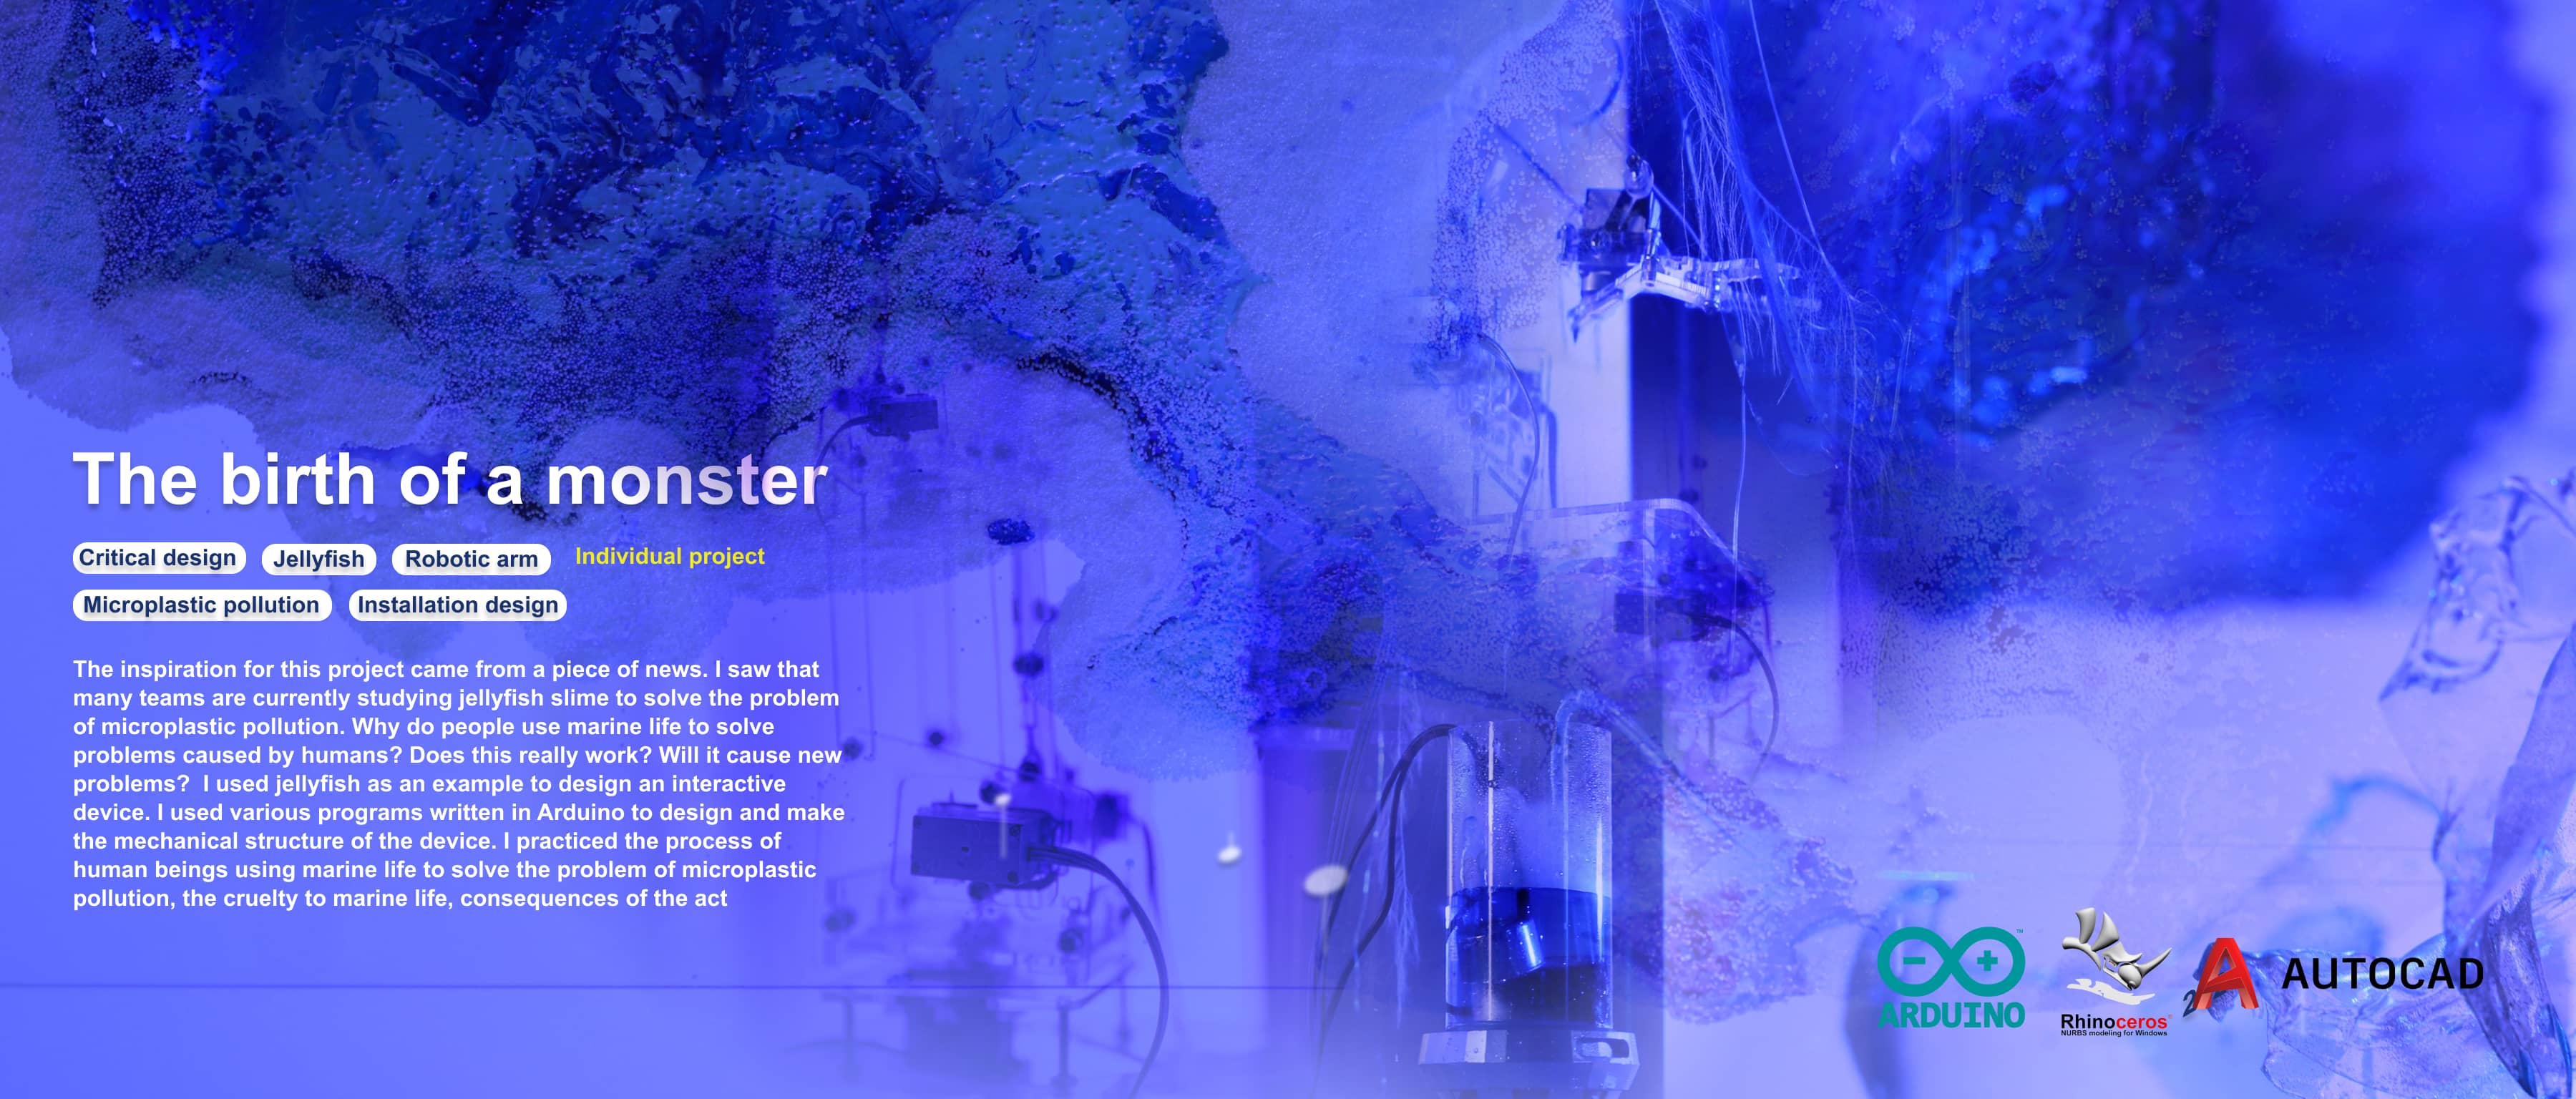 The birth of a monster
Critical design
Jellyfish
Robotic arm
Individual project
Microplastic pollution
Installation design
The inspiration for this project came from a piece of news. I saw that
many teams are currently studying jellyfish slime to solve the problem
of microplastic pollution. Why do people use marine life to solve
problems caused by humans? Does this really work? Will it cause new
problems?  I used jellyfish as an example to design an interactive
device. I used various programs written in Arduino to design and make
the mechanical structure of the device. I practiced the process of
human beings using marine life to solve the problem of microplastic
pollution, the cruelty to marine life, consequences of the act
ARDUINO
TM
Rhinoceros
NURBS modeling for Windows
AUTOCAD